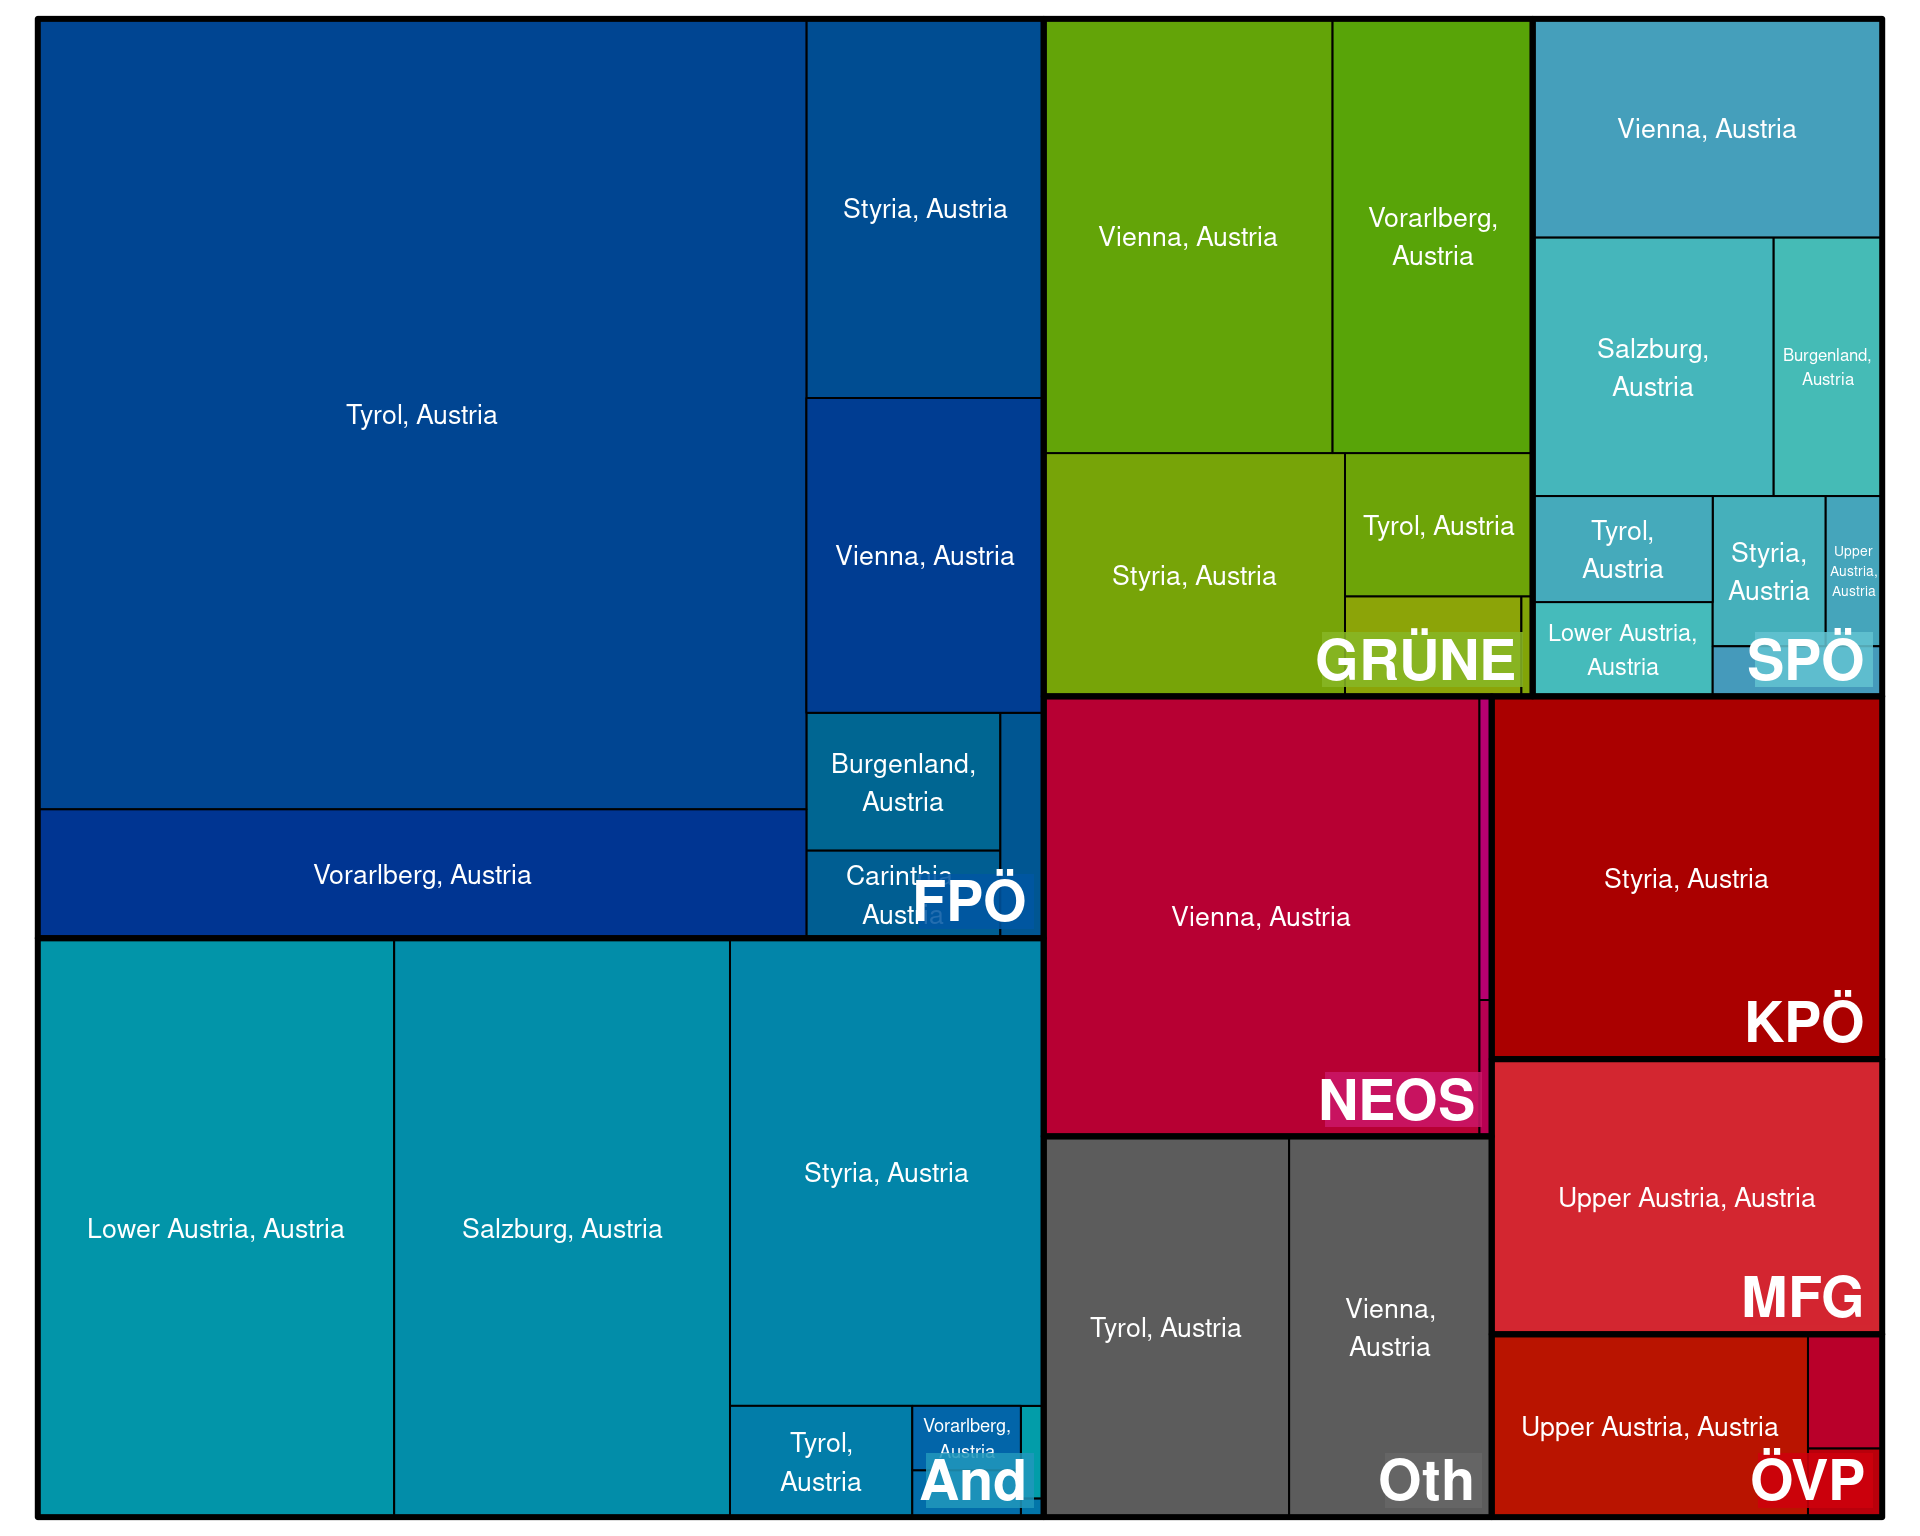 Tyrol, Austria
Styria, Austria
Vienna, Austria
Burgenland,
Austria
Carinthia,
Austria
Vorarlberg, Austria
FPÖ
Vienna, Austria
Vorarlberg,
Austria
Styria, Austria
Tyrol, Austria
GRÜNE
Vienna, Austria
Salzburg,
Austria
Burgenland,
Austria
Tyrol,
Austria
Styria,
Austria
Upper
Austria,
Austria
Lower Austria,
Austria
SPÖ
Lower Austria, Austria
Salzburg, Austria
Styria, Austria
Tyrol,
Austria
Vorarlberg,
Austria
And
Vienna, Austria
NEOS
Styria, Austria
KPÖ
Upper Austria, Austria
MFG
Tyrol, Austria
Vienna,
Austria
Oth
Upper Austria, Austria
ÖVP